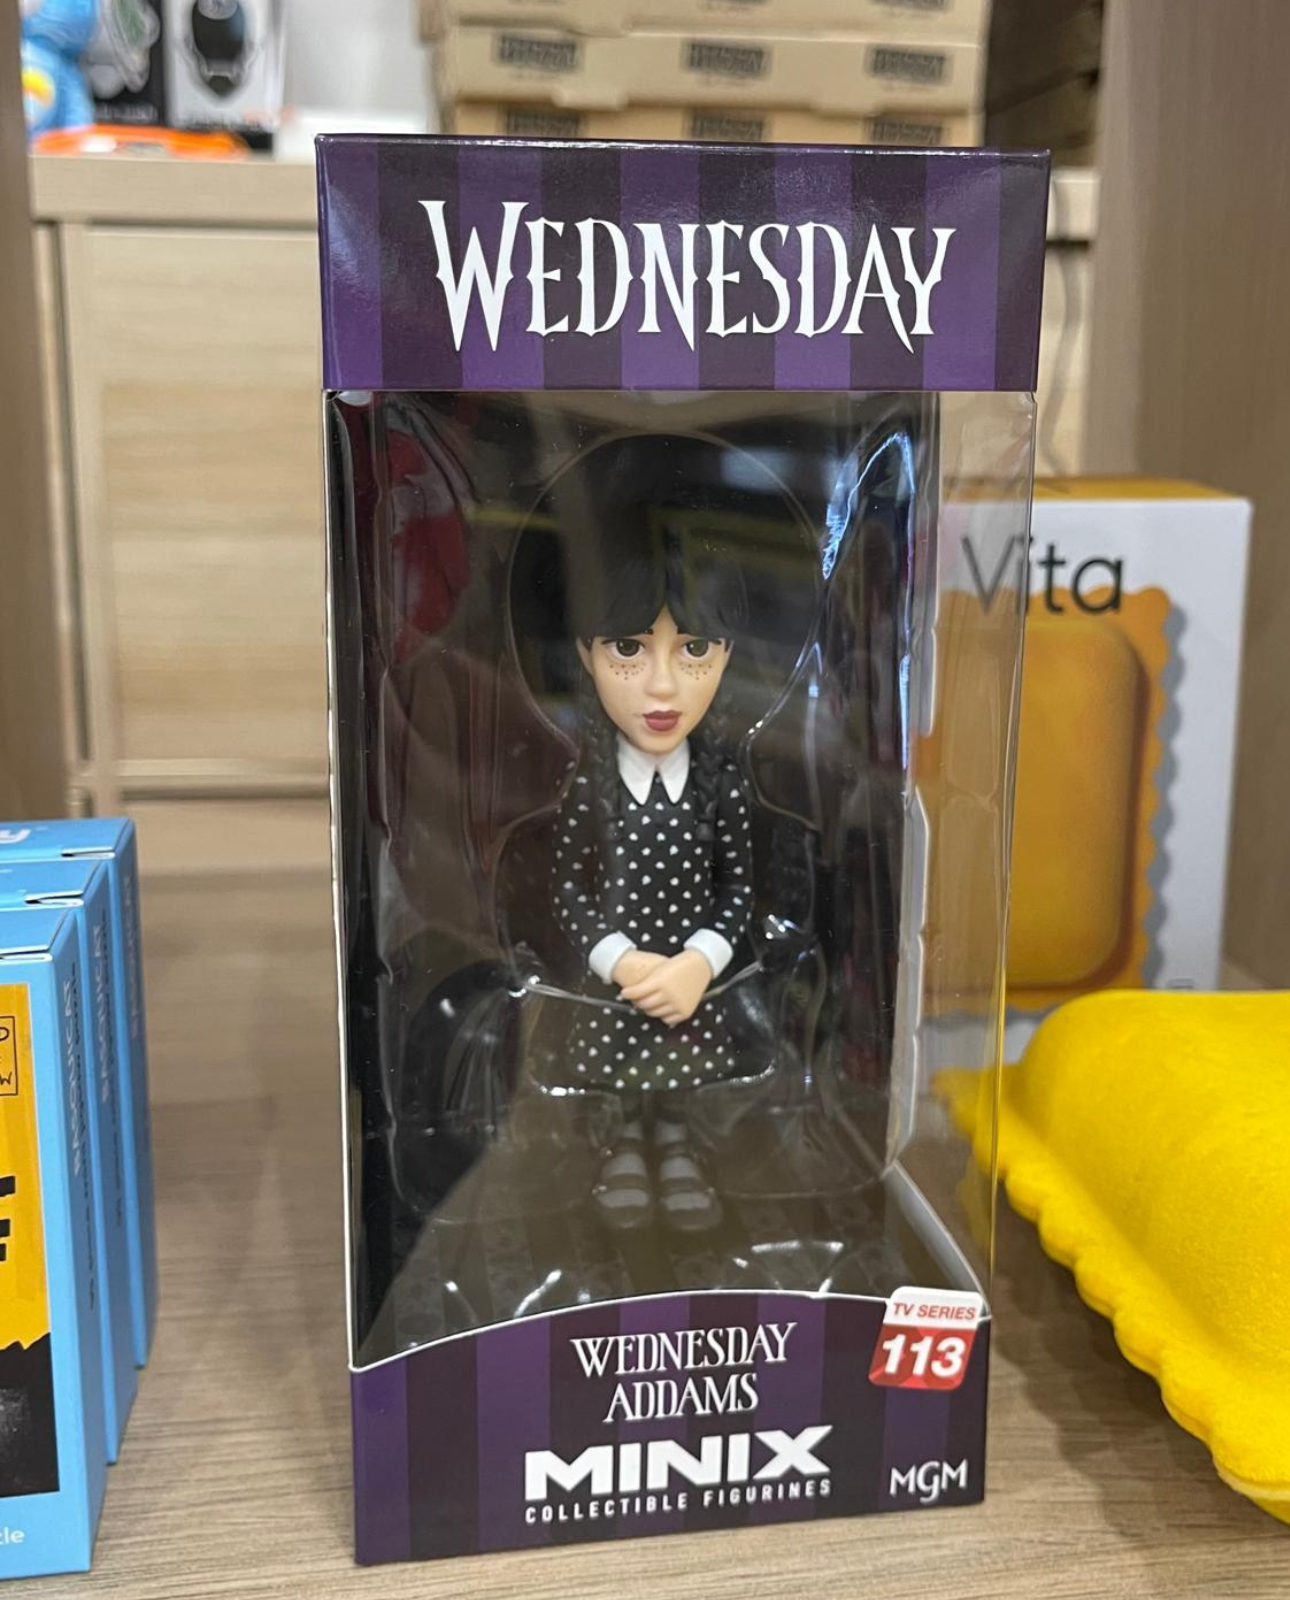 WEDNESDAY
Vita
TV SERIES
113
WEDNESDAY
ADDAMS
MINIX
COLLECTIBLE FIGURINES
MGM